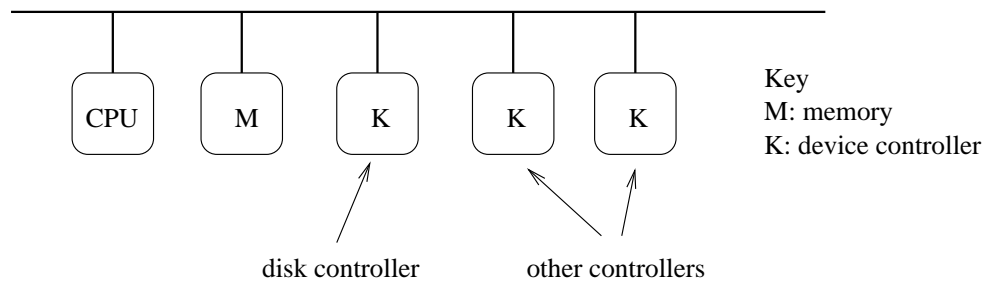 CPU
M
K
K
K
Key
M: memory
K: device controller
disk controller
other controllers